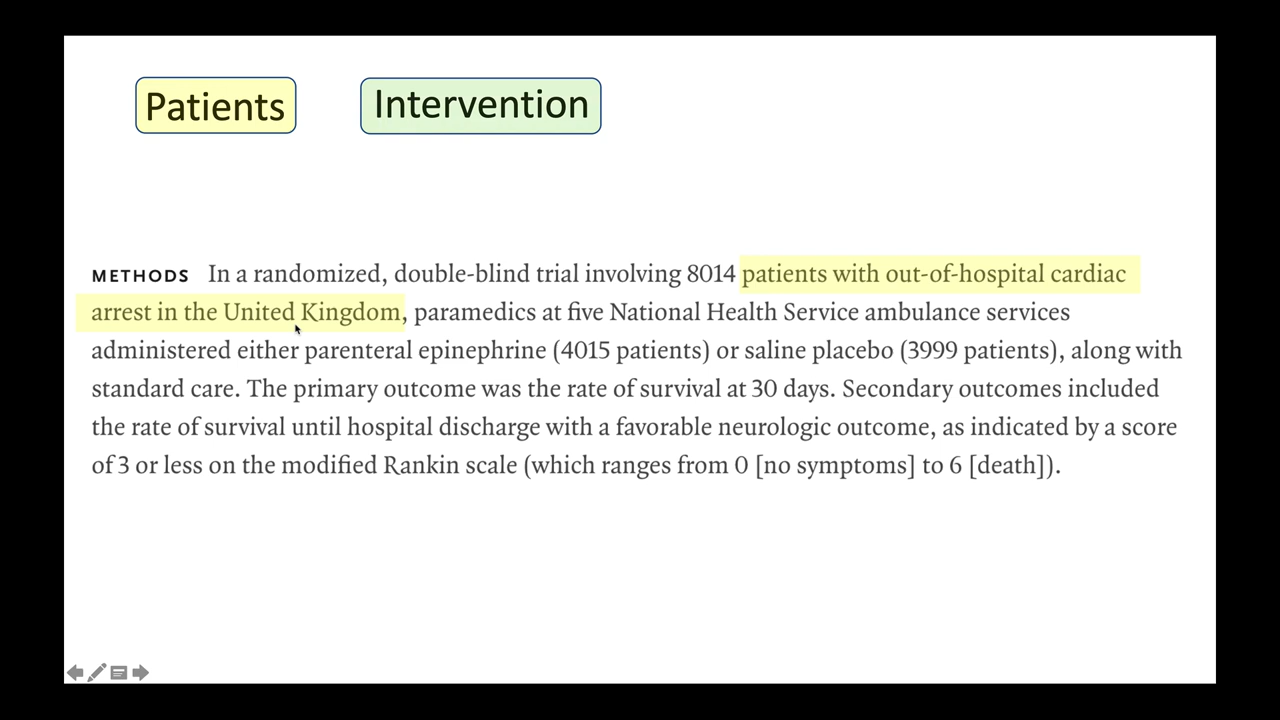 Patients Intervention
METHODS In a randomized, double-blind trial involving 8014 patients with out-of-hospital cardiac
arrest in the United Kingdom, paramedics at five National Health Service ambulance services
administered either parenteral epinephrine (4015 patients) or saline placebo (3999 patients), along with
standard care. The primary outcome was the rate of survival at 30 days. Secondary outcomes included
the rate of survival until hospital discharge with a favorable neurologic outcome, as indicated by a score
of 3 or less on the modified Rankin scale (which ranges from 0 [no symptoms] to 6 [death]).